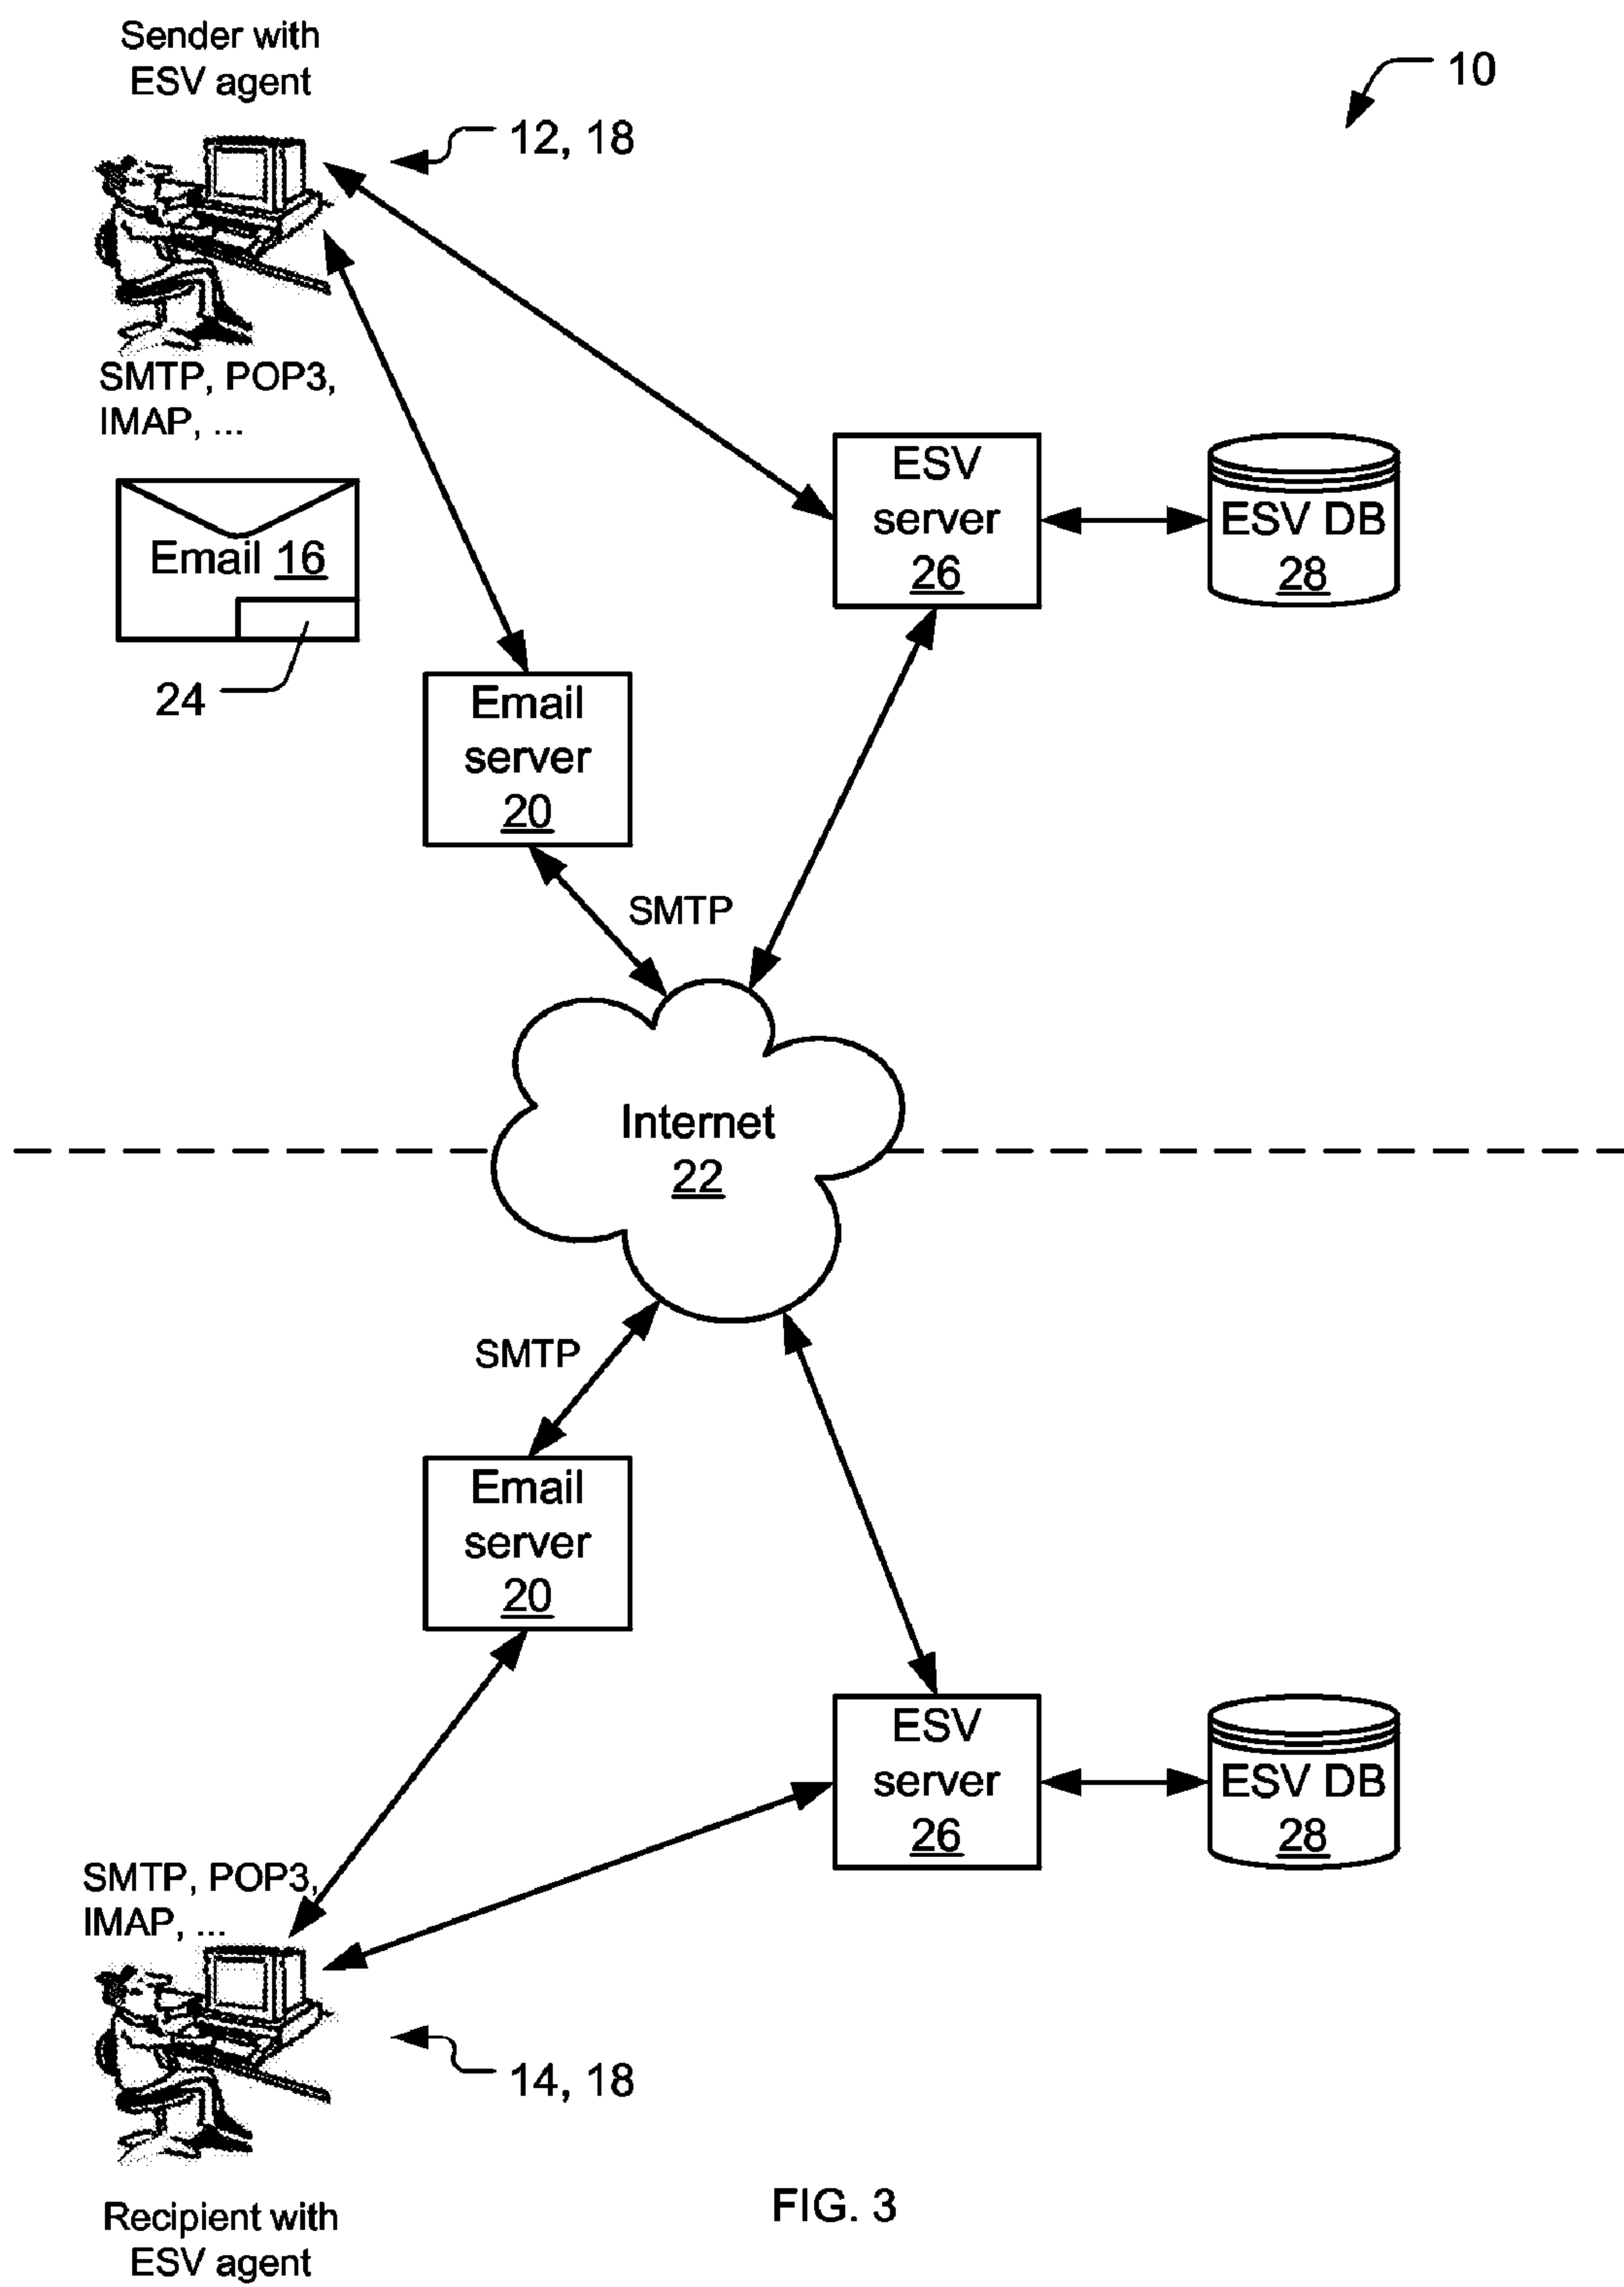 Sender with
ESV agent
10
12, 18
SMTP, POP3,
IMAP, ...
ESV
server
26
ESV DB
28
Email 16
24
Email
server
20
SMTP
Internet
22
SMTP
Email
server
20
ESV
server
26
ESV DB
28
SMTP, POP3,
IMAP, ...
14, 18
FIG. 3
Recipient with
ESV agent